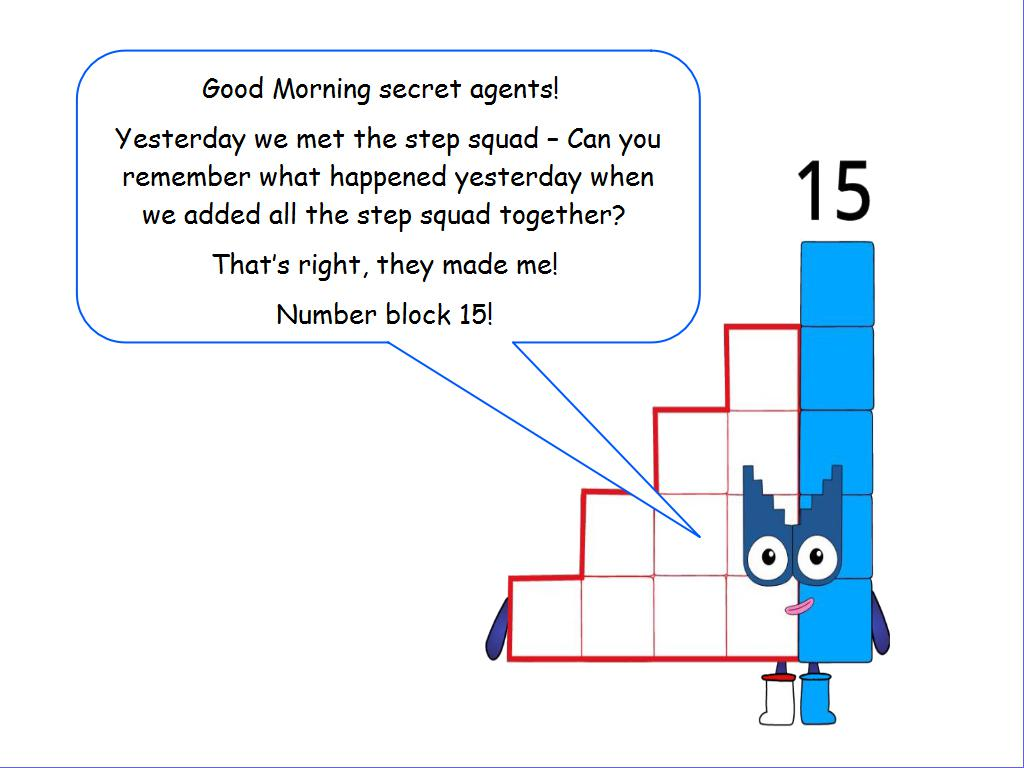 Good Morning secret agents!
Yesterday we met the step squad – Can you
remember what happened yesterday when
we added all the step squad together?
That's right, they made me!
Number block 15!
15